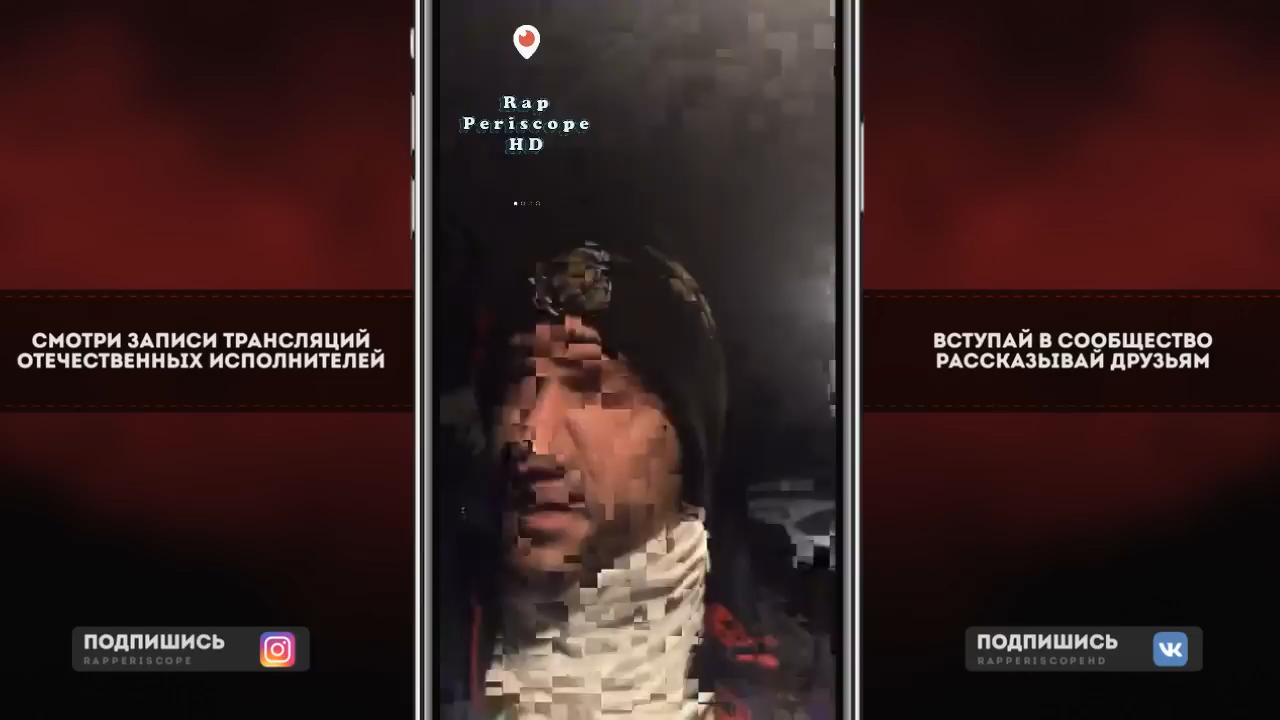 Rap
Periscope
HD
СМОТРИ ЗАПИСИ ТРАНСЛЯЦИЙ
ОТЕЧЕСТВЕННЫХ ИСПОЛНИТЕЛЕЙ
ВСТУПАЙ В СООБЩЕСТВО
РАССКАЗЫВАЙ ДРУЗЬЯМ
ПОДПИШИСЬ
RAPPERISCOPE
ПОДПИШИСЬ
RAPPERISCOPEHD